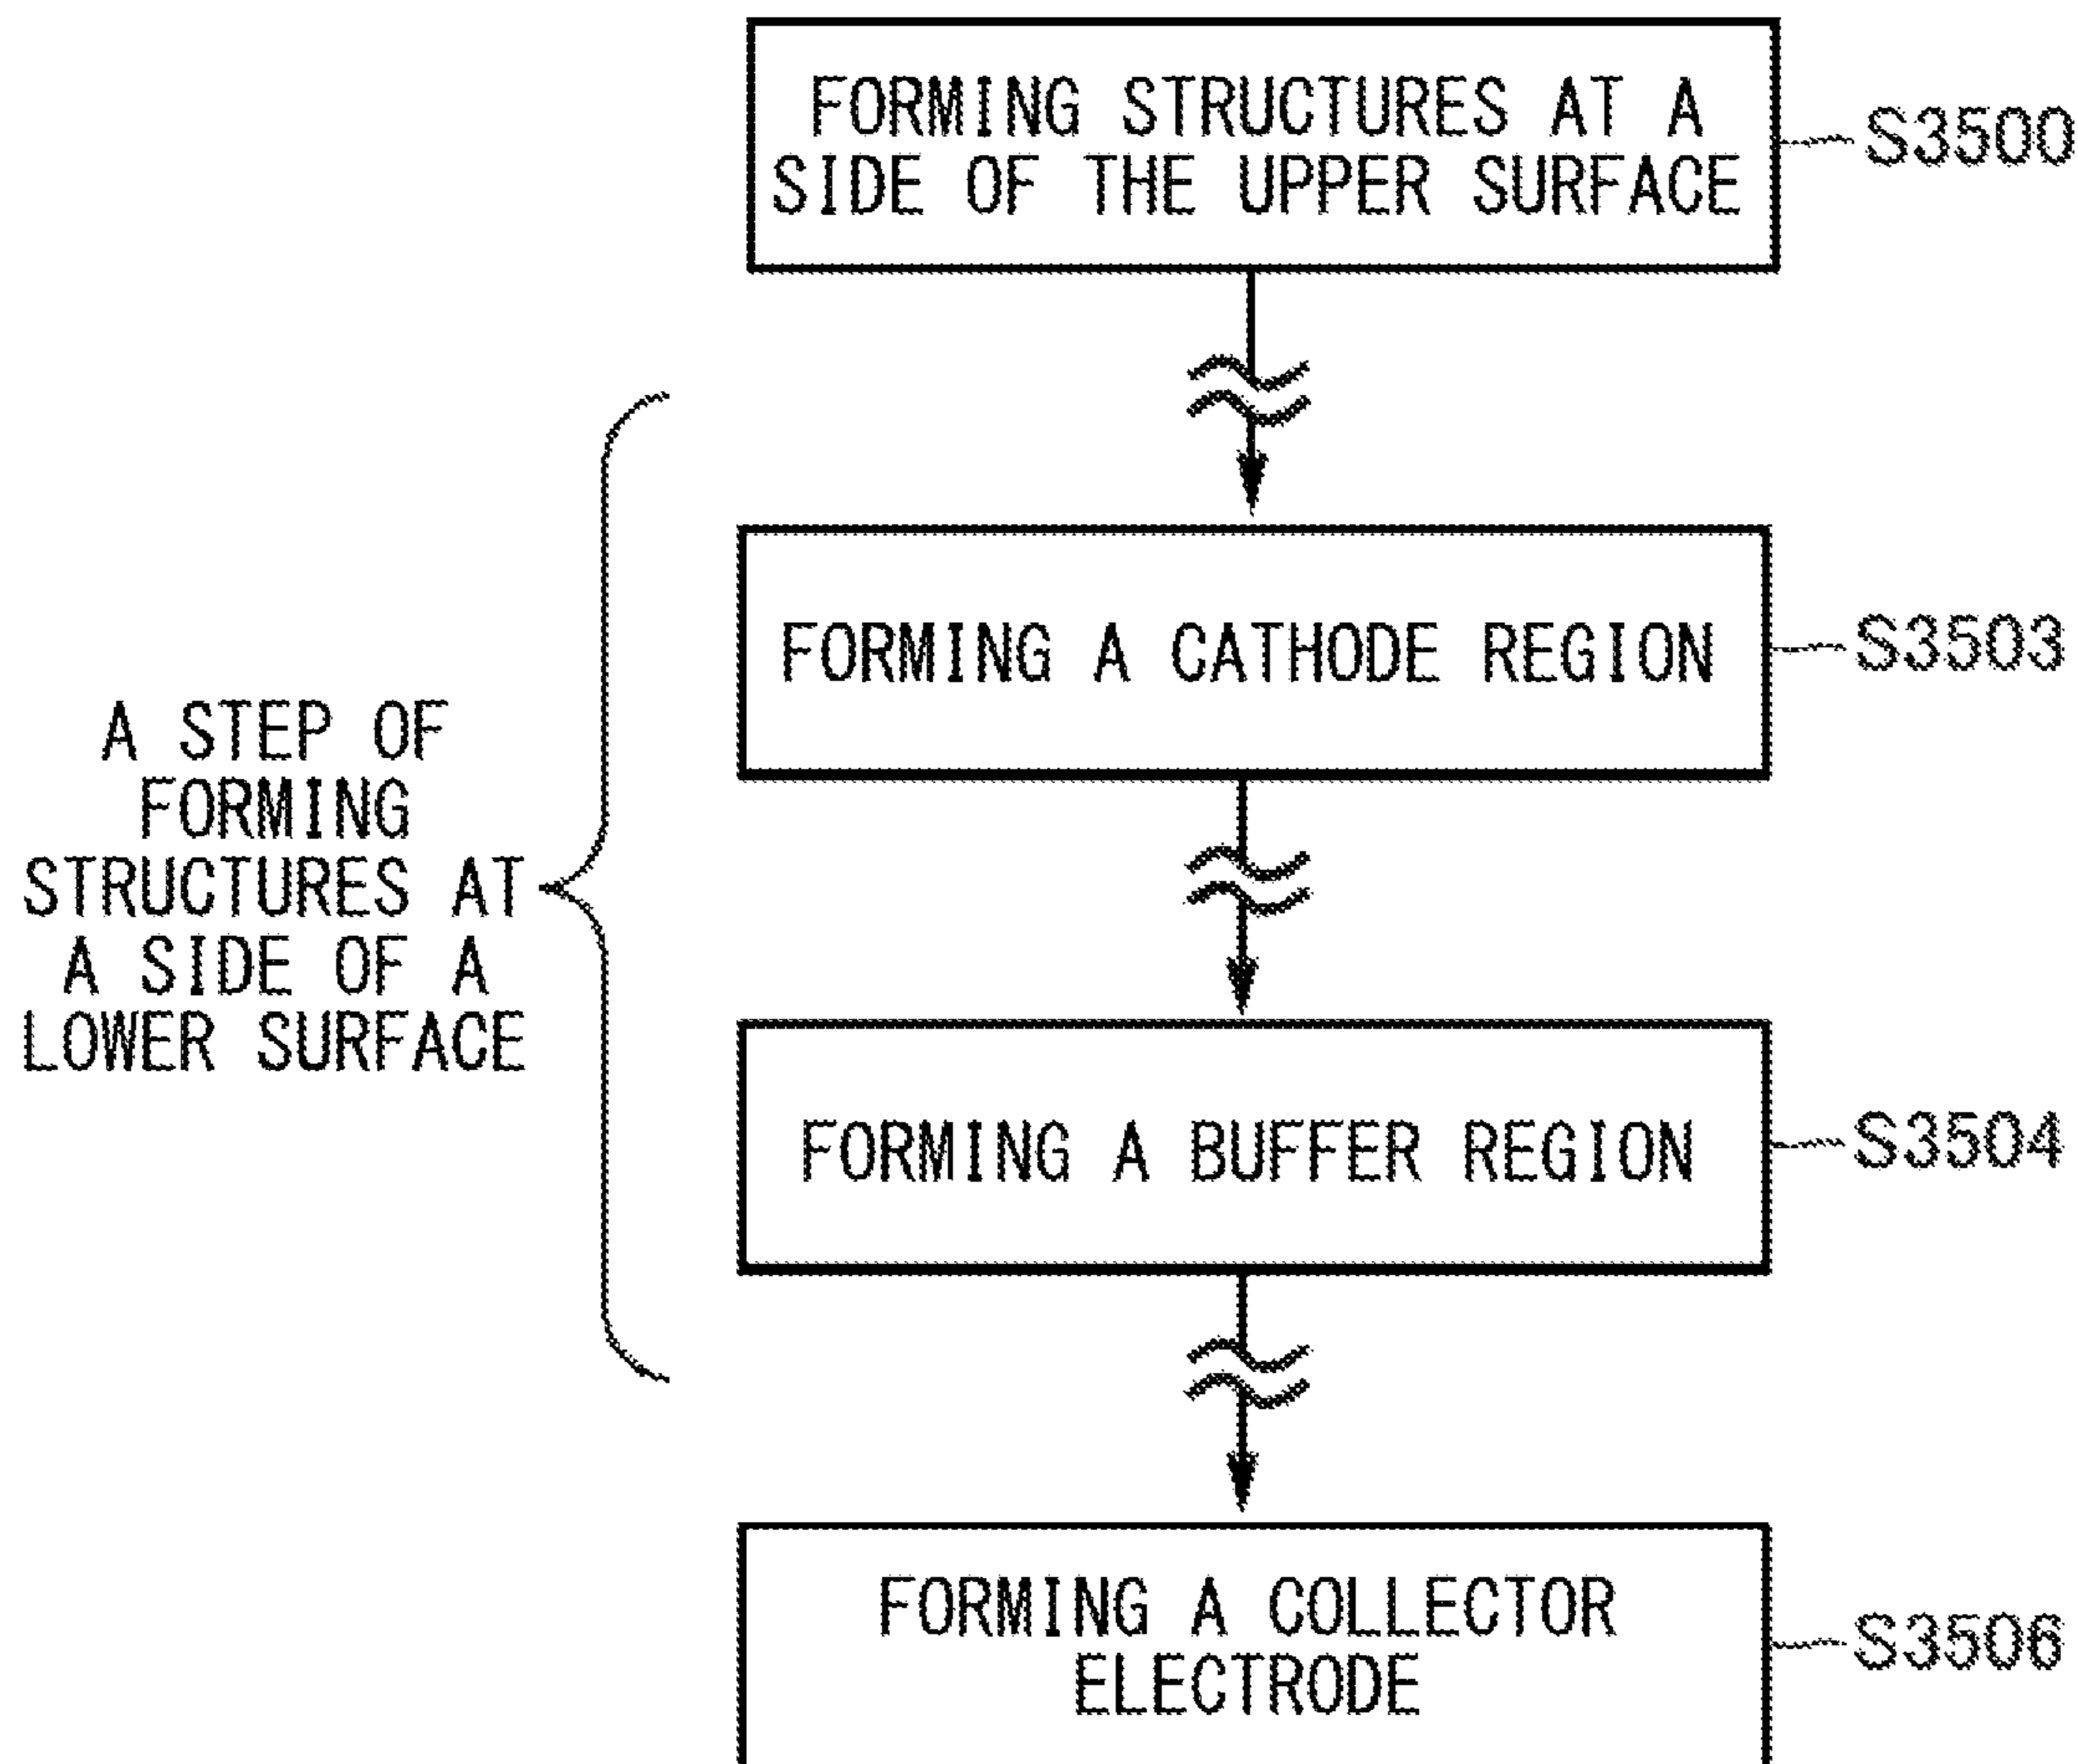 FORMING STRUCTURES AT A
SIDE OF THE UPPER SURFACE
S3500
FORMING A CATHODE REGION
S3503
A STEP OF
FORMING
STRUCTURES AT
A SIDE OF A
LOWER SURFACE
FORMING A BUFFER REGION
S3504
FORMING A COLLECTOR
ELECTRODE
S3506